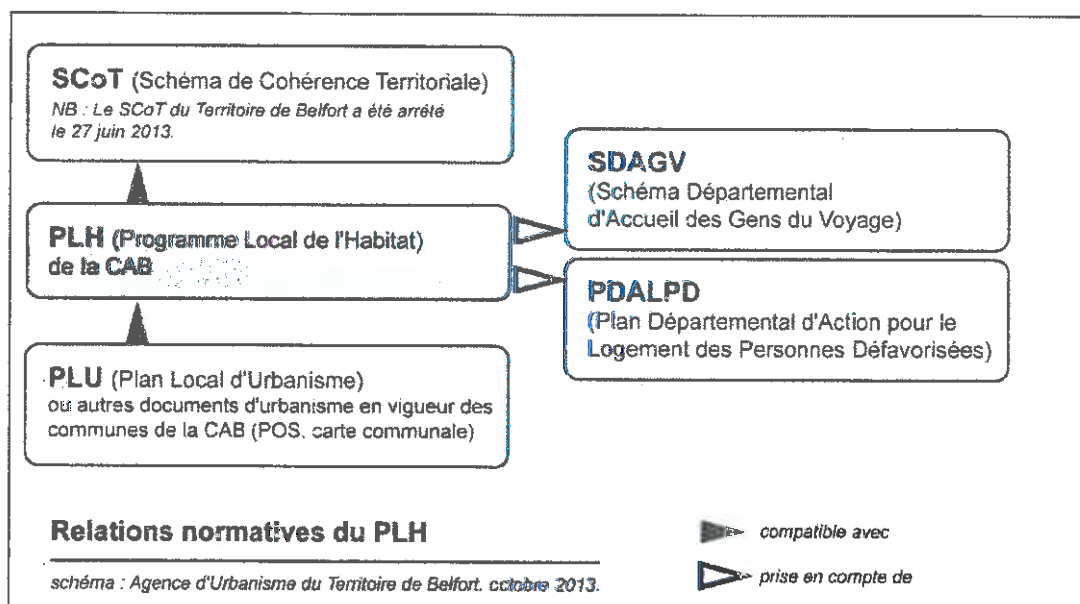 SCoT (Schéma de Cohérence Territoriale)
NB : Le SCoT du Territoire de Belfort a été arrêté
le 27 juin 2013.
PLH (Programme Local de l'Habitat)
de la CAB
PLU (Plan Local d'Urbanisme)
ou autres documents d'urbanisme en vigueur des
communes de la CAB (POS, carte communale)
SDAGV
(Schéma Départemental
d'Accueil des Gens du Voyage)
PDALPD
(Plan Départemental d'Action pour le
Logement des Personnes Défavorisées)
Relations normatives du PLH
schéma : Agence d'Urbanisme du Territoire de Belfort. octobre 2013.
compatible avec
prise en compte de